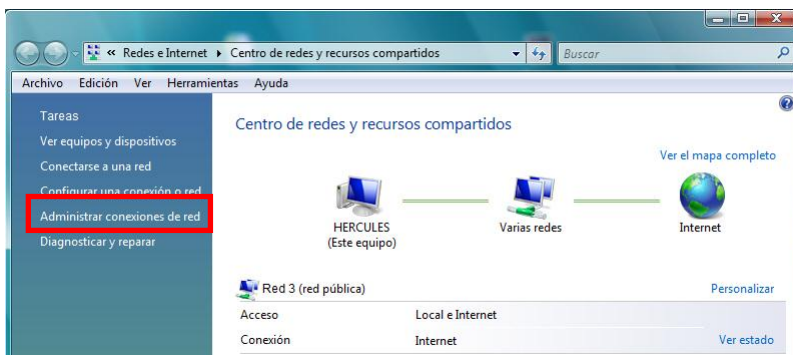 « Redes e Internet ▸ Centro de redes y recursos compartidos
Buscar
Archivo Edición Ver Herramientas Ayuda
Tareas
Ver equipos y dispositivos
Conectarse a una red
Configurar una conexión o red
Administrar conexiones de red
Diagnosticar y reparar
Centro de redes y recursos compartidos
Ver el mapa completo
HERCULES
(Este equipo)
Varias redes
Internet
Red 3 (red pública) Personalizar
Acceso Local e Internet
Conexión Internet Ver estado